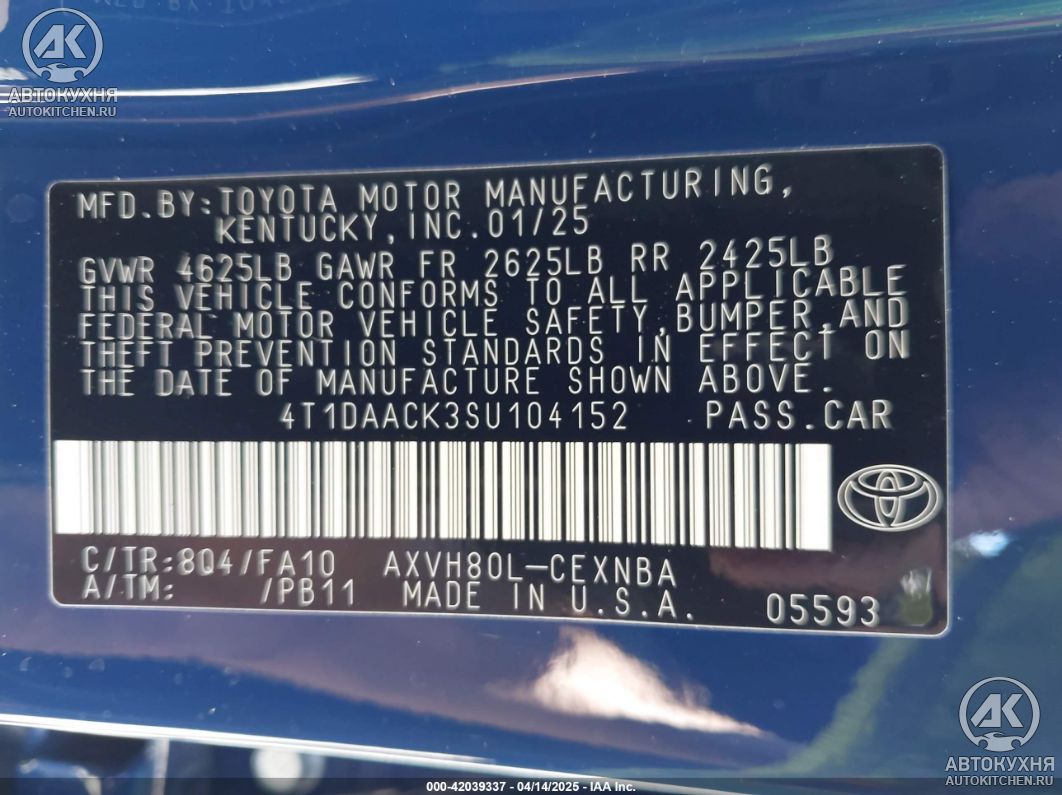 АВТОКУХНЯ
AUTOKITCHEN.RU
MFD.BY:TOYOTA MOTOR MANUFACTURING,
KENTUCKY,INC.01/25
GVWR 4625LB GAWR FR 2625LB RR 2425LB
THIS VEHICLE CONFORMS TO ALL APPLICABLE
FEDERAL MOTOR VEHICLE SAFETY,BUMPER,AND
THEFT PREVENTION STANDARDS IN EFFECT ON
THE DATE OF MANUFACTURE SHOWN ABOVE.
4T1DAACK3SU104152 PASS.CAR
C/TR:8Q4/FA10 AXVH80L-CEXNBA
A/TM: /PB11 MADE IN U.S.A. 05593
АВТОКУХНЯ
AUTOKITCHEN.RU
000-42039337 - 04/14/2025 - IAA Inc.